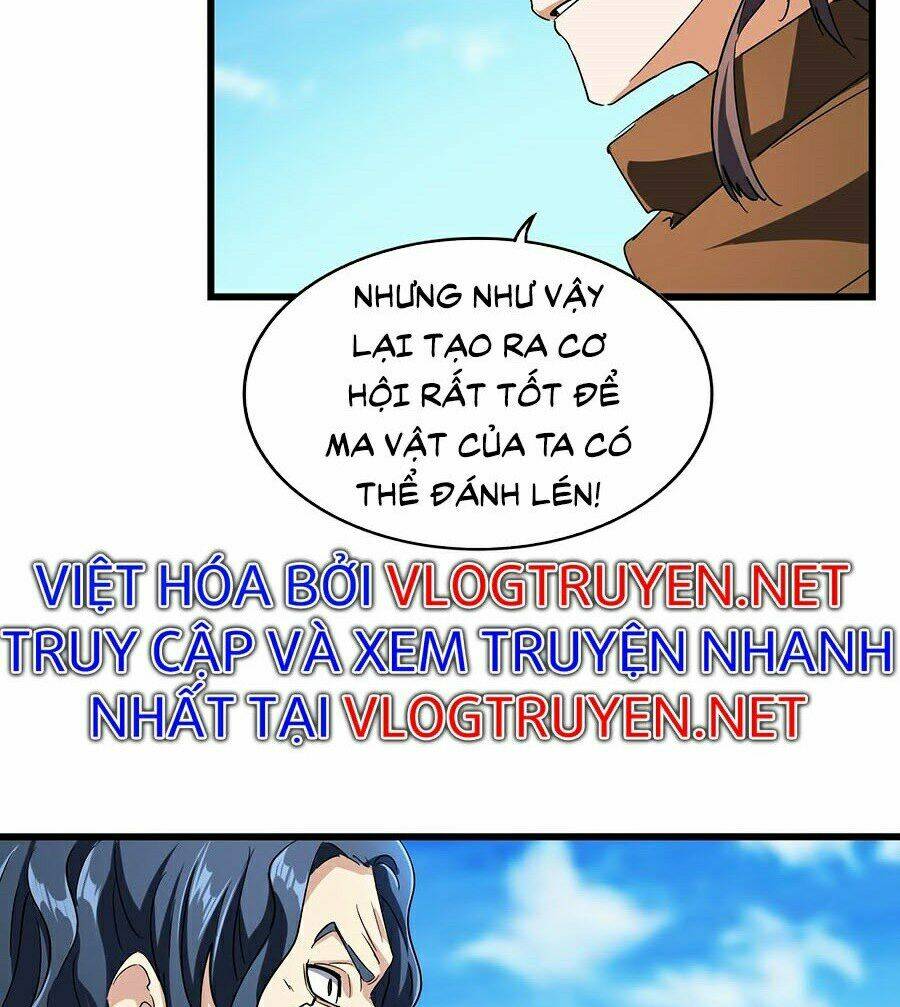 NHƯNG NHƯ VẬY
LẠI TẠO RA CƠ
HỘI RẤT TỐT ĐỂ
MA VẬT CỦA TA CÓ
THỂ ĐÁNH LÉN!
VIỆT HÓA BỞI VLOGTRUYEN.NET
TRUY CẬP VÀ XEM TRUYỆN NHANH
NHẤT TẠI VLOGTRUYEN.NET